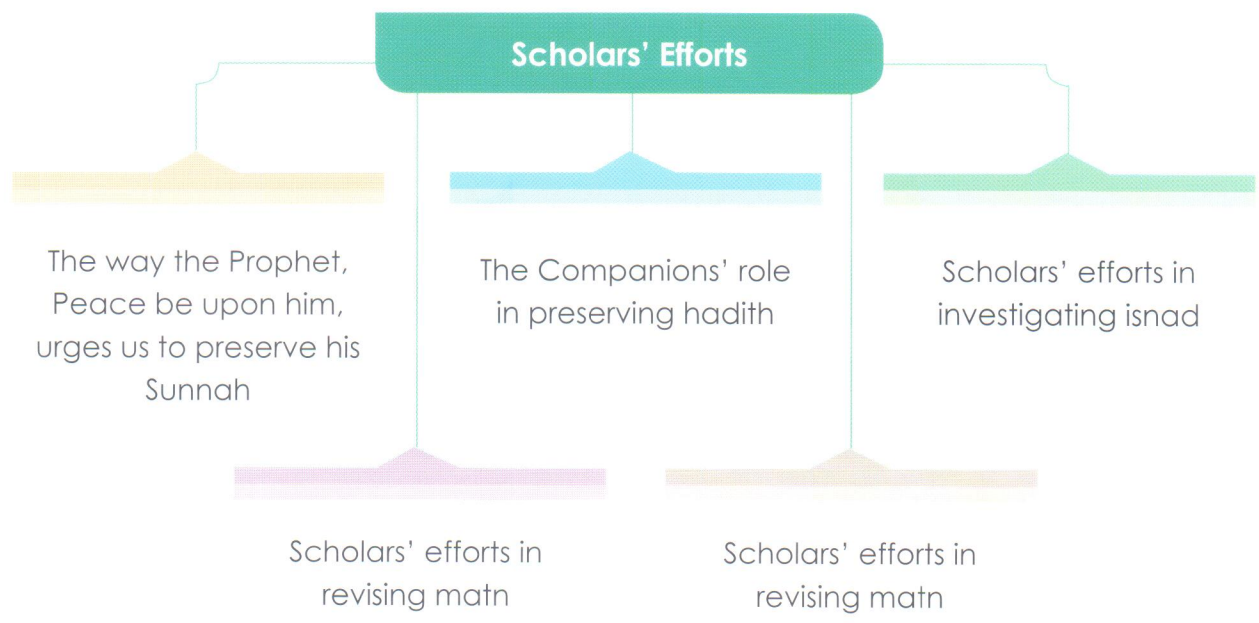 Scholars’ Efforts
The way the Prophet,
Peace be upon him,
urges us to preserve his
Sunnah
The Companions’ role
in preserving hadith
Scholars’ efforts in
investigating isnad
Scholars’ efforts in
revising matn
Scholars’ efforts in
revising matn